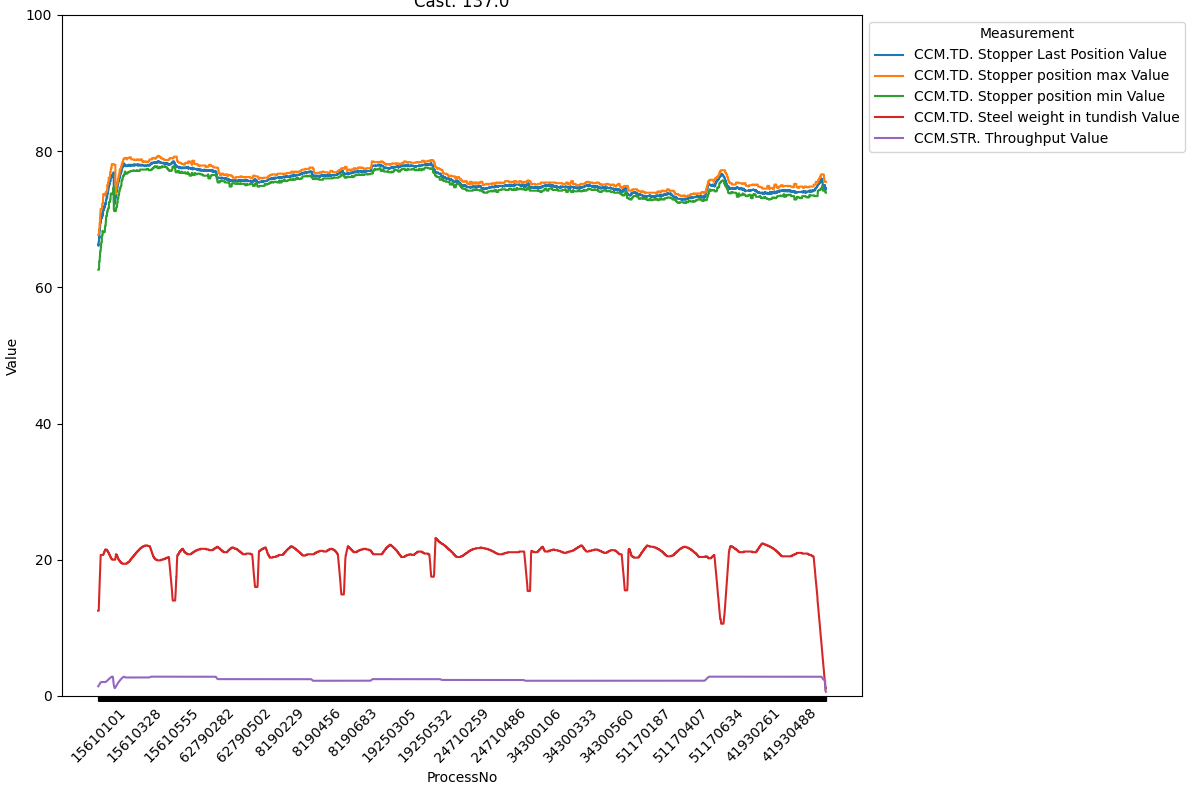 Cast: 137.0
100
80
60
40
20
0
Value
15610101
15610328
15610555
62790282
62790502
8190229
8190456
8190683
19250305
19250532
24710259
24710486
34300106
34300333
34300560
51170187
51170407
51170634
41930261
41930488
ProcessNo
Measurement
CCM.TD. Stopper Last Position Value
CCM.TD. Stopper position max Value
CCM.TD. Stopper position min Value
CCM.TD. Steel weight in tundish Value
CCM.STR. Throughput Value